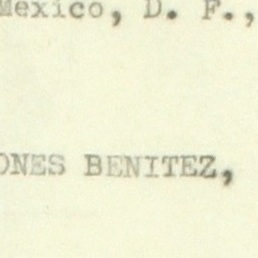 Mexico, D. F.,
ONES BENITEZ,